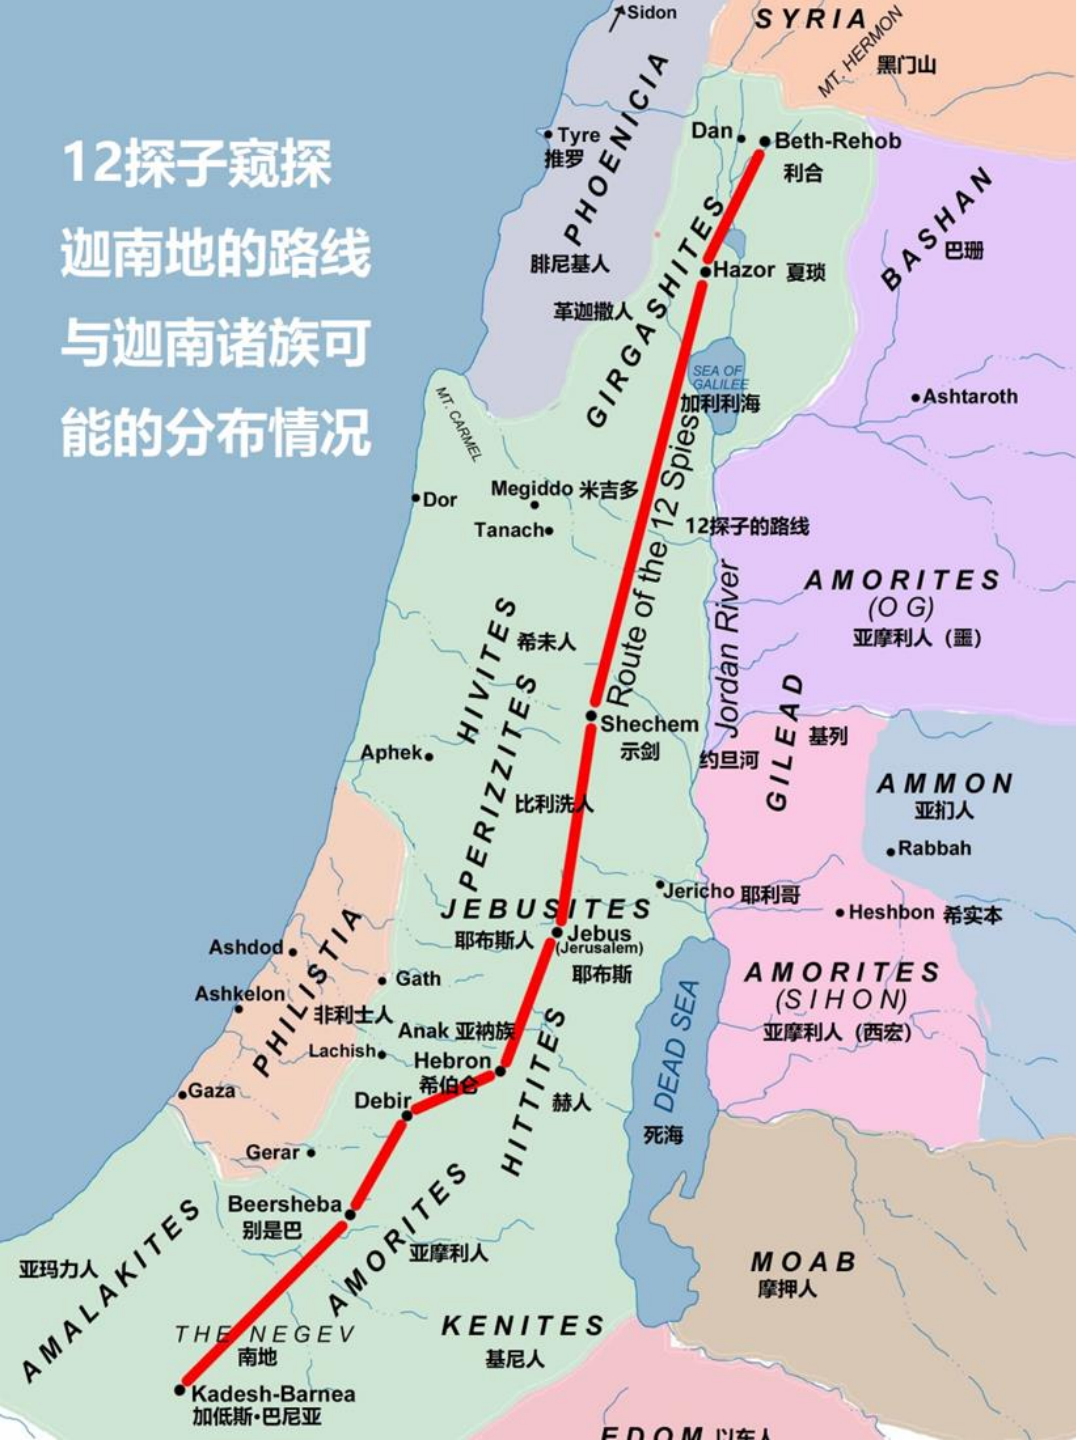 Sidon
SYRIA
MT. HERMON
黑门山
PHOENICIA
Tyre
推罗
腓尼基人
Dan
Beth-Rehob
利合
12探子窥探
迦南地的路线
与迦南诸族可
能的分布情况
BASHAN
巴珊
GIRGASHITES
革迦撒人
Hazor 夏琐
SEA OF
GALILEE
加利利海
Ashtaroth
MT. CARMEL
Dor
Megiddo 米吉多
Tanach
Route of the 12 Spies
12探子的路线
Jordan River
约旦河
AMORITES
(OG)
亚摩利人（噩）
HIVITES
希未人
PERIZZITES
比利洗人
Shechem
示剑
GILEAD
基列
Aphek
AMMON
亚扪人
Rabbah
Jericho 耶利哥
Heshbon 希实本
JEBUSITES
耶布斯人
Jebus
(Jerusalem)
耶布斯
Ashdod
Ashkelon
PHILISTIA
非利士人
Gath
Anak 亚衲族
Lachish
Hebron
希伯仑
Debir
HITTITES
赫人
DEAD SEA
死海
AMORITES
(SIHON)
亚摩利人（西宏）
Gaza
Gerar
Beersheba
别是巴
AMORITES
亚摩利人
AMALAKITES
亚玛力人
MOAB
摩押人
KENITES
基尼人
THE NEGEV
南地
Kadesh-Barnea
加低斯·巴尼亚
EDOM 以东人